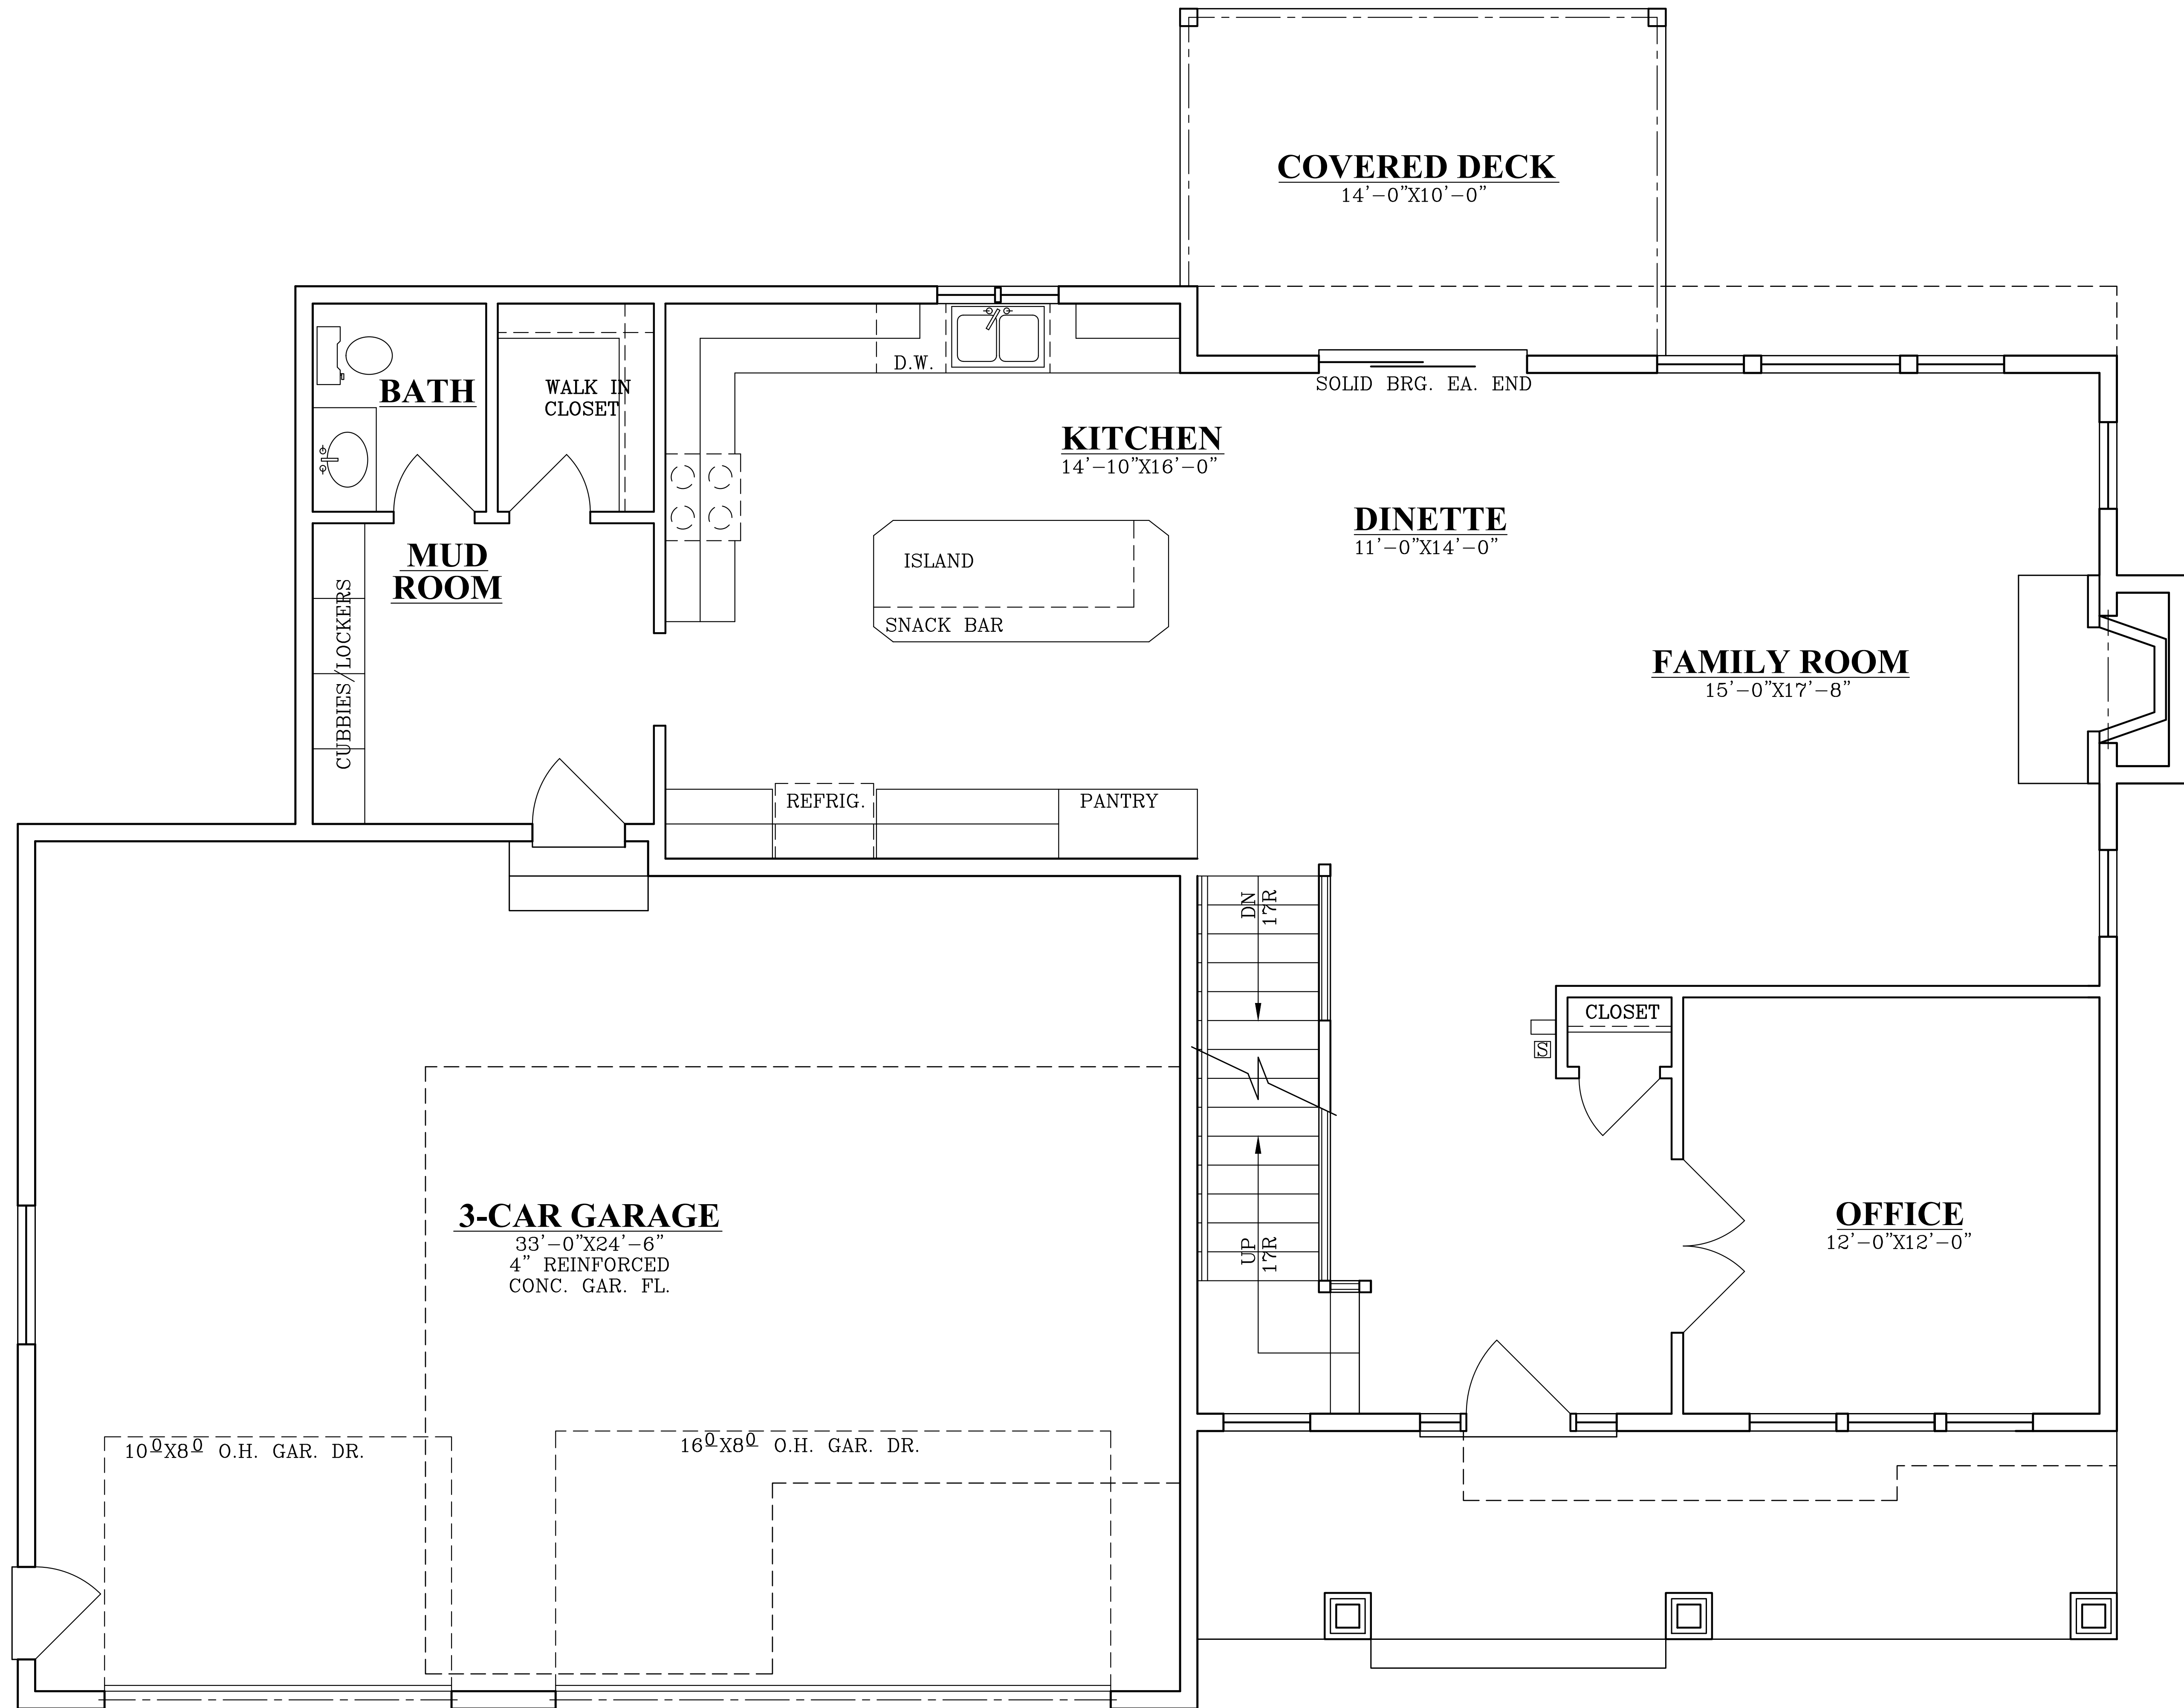 COVERED DECK
14'-0"X10'-0"
D.W.
SOLID BRG. EA. END
BATH
WALK IN
CLOSET
KITCHEN
14'-10"X16'-0"
DINETTE
11'-0"X14'-0"
MUD
ROOM
ISLAND
SNACK BAR
CUBBIES/LOCKERS
FAMILY ROOM
15'-0"X17'-8"
REFRIG.
PANTRY
DN
17R
CLOSET
S
3-CAR GARAGE
33'-0"X24'-6"
4" REINFORCED
CONC. GAR. FL.
UP
17R
OFFICE
12'-0"X12'-0"
10⁰X8⁰ O.H. GAR. DR.
16⁰X8⁰ O.H. GAR. DR.